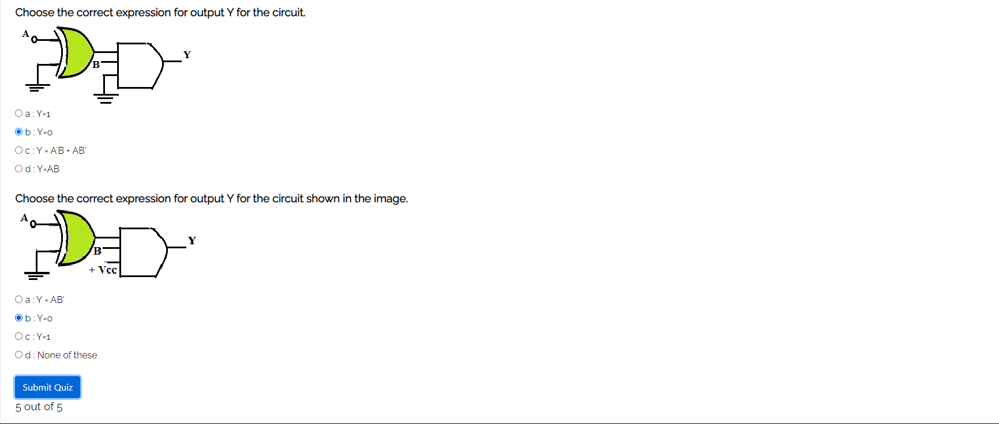 Choose the correct expression for output Y for the circuit.
A
Y
B
a : Y=1
b : Y=0
c : Y = A'B + AB'
d : Y=AB
Choose the correct expression for output Y for the circuit shown in the image.
A
Y
B
+ Vcc
a : Y = AB'
b : Y=0
c : Y=1
d : None of these
Submit Quiz
5 out of 5